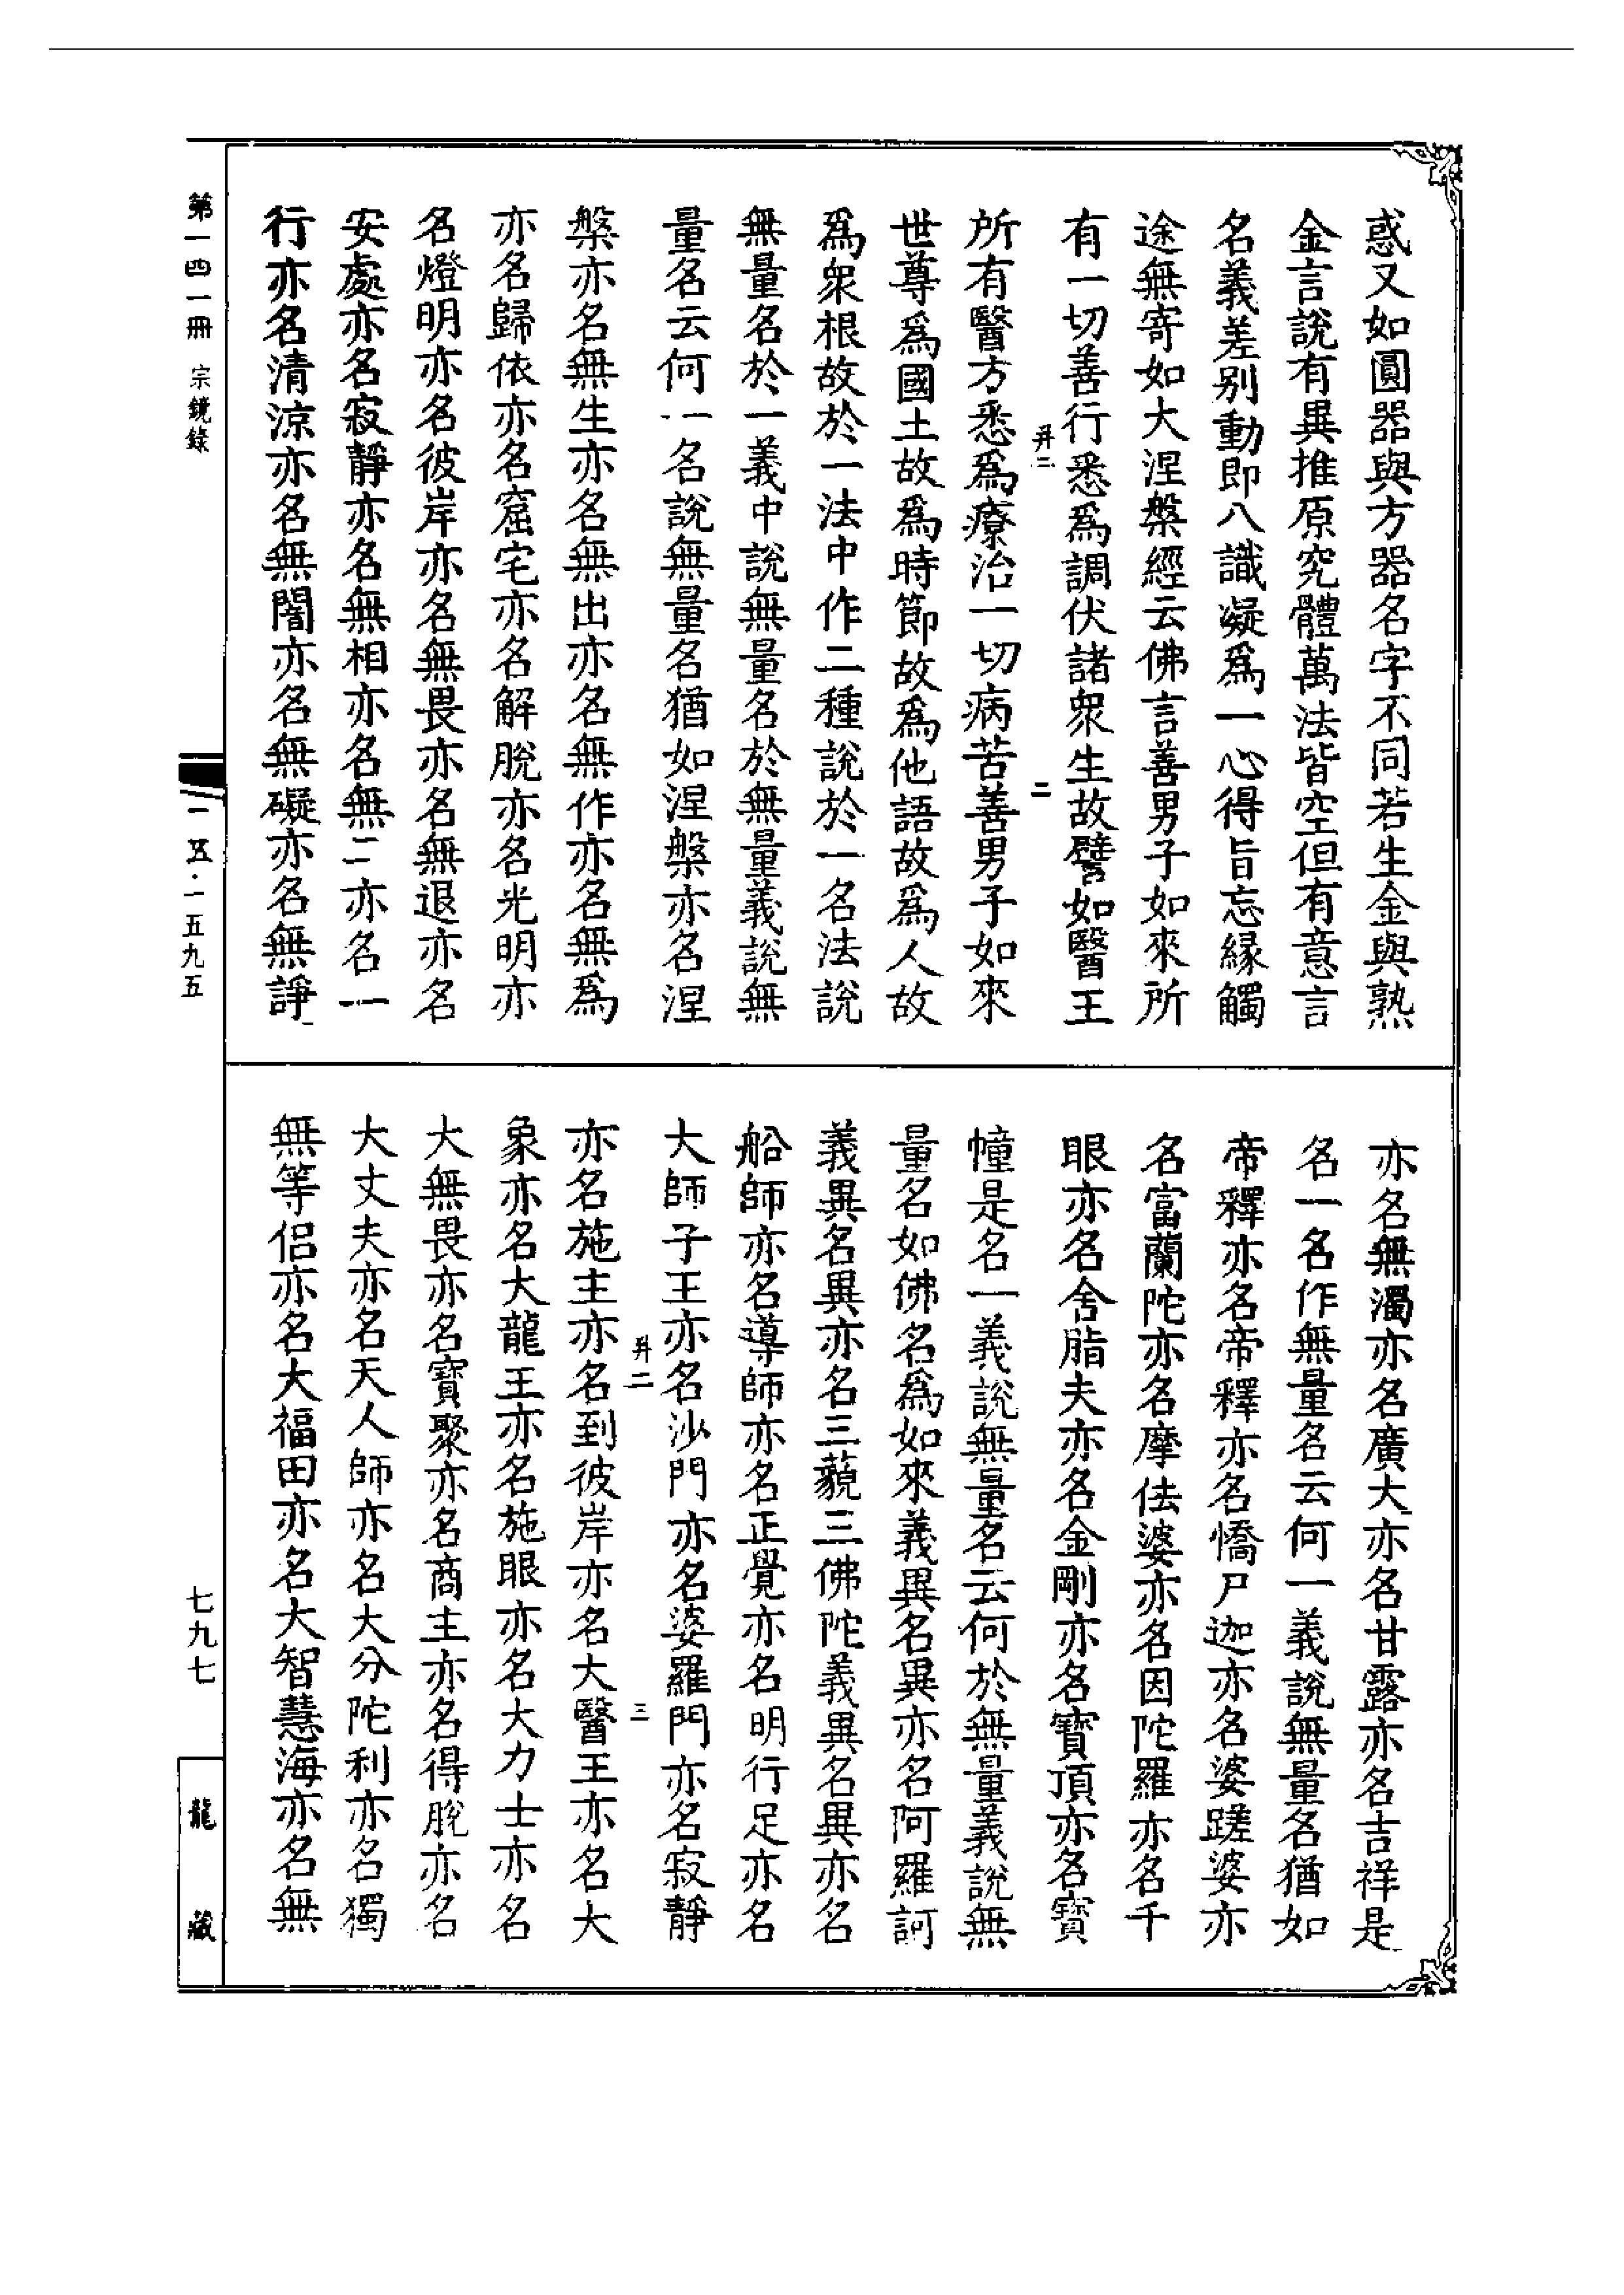 惑又如圓器與方器名字不同若生金與熟
金言說有異推原究體萬法皆空但有意言
名義差別動即八識凝爲一心得旨忘緣觸
途無寄如大涅槃經云佛言善男子如來所
有一切善行悉爲調伏諸眾生故譬如醫王
昇二
二
所有醫方悉爲療治一切病苦善男子如來
世尊爲國土故爲時節故爲他語故爲人故
爲眾根故於一法中作二種說於一名法說
無量名於一義中說無量名於無量義說無
量名云何一名說無量名猶如涅槃亦名涅
槃亦名無生亦名無出亦名無作亦名無爲
亦名歸依亦名窟宅亦名解脫亦名光明亦
名燈明亦名彼岸亦名無畏亦名無退亦名
安處亦名寂靜亦名無相亦名無二亦名一
行亦名清涼亦名無闇亦名無礙亦名無諍
亦名無濁亦名廣大亦名甘露亦名吉祥是
名一名作無量名云何一義說無量名猶如
帝釋亦名帝釋亦名憍尸迦亦名婆蹉婆亦
名富蘭陀亦名摩佉婆亦名因陀羅亦名千
眼亦名舍脂夫亦名金剛亦名寶頂亦名寶
幢是名一義說無量名云何於無量義說無
量名如佛名爲如來義異名異亦名阿羅訶
義異名異亦名三藐三佛陀義異名異亦名
船師亦名導師亦名正覺亦名明行足亦名
大師子王亦名沙門亦名婆羅門亦名寂靜
昇二
三
亦名施主亦名到彼岸亦名大醫王亦名大
象亦名大龍王亦名施眼亦名大力士亦名
大無畏亦名寶聚亦名商主亦名得脫亦名
大丈夫亦名天人師亦名大分陀利亦名獨
無等侶亦名大福田亦名大智慧海亦名無
第一四一冊 宗鏡錄
一一五·一五九五
七九七
龍藏